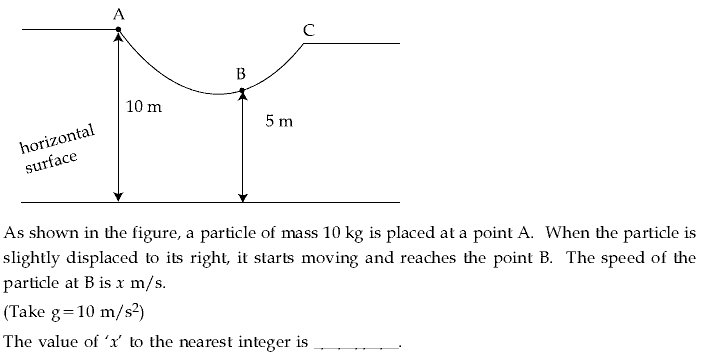 A
C
B
10 m
5 m
horizontal
surface
As shown in the figure, a particle of mass 10 kg is placed at a point A. When the particle is
slightly displaced to its right, it starts moving and reaches the point B. The speed of the
particle at B is x m/s.
(Take g=10 m/s²)
The value of 'x' to the nearest integer is __________.